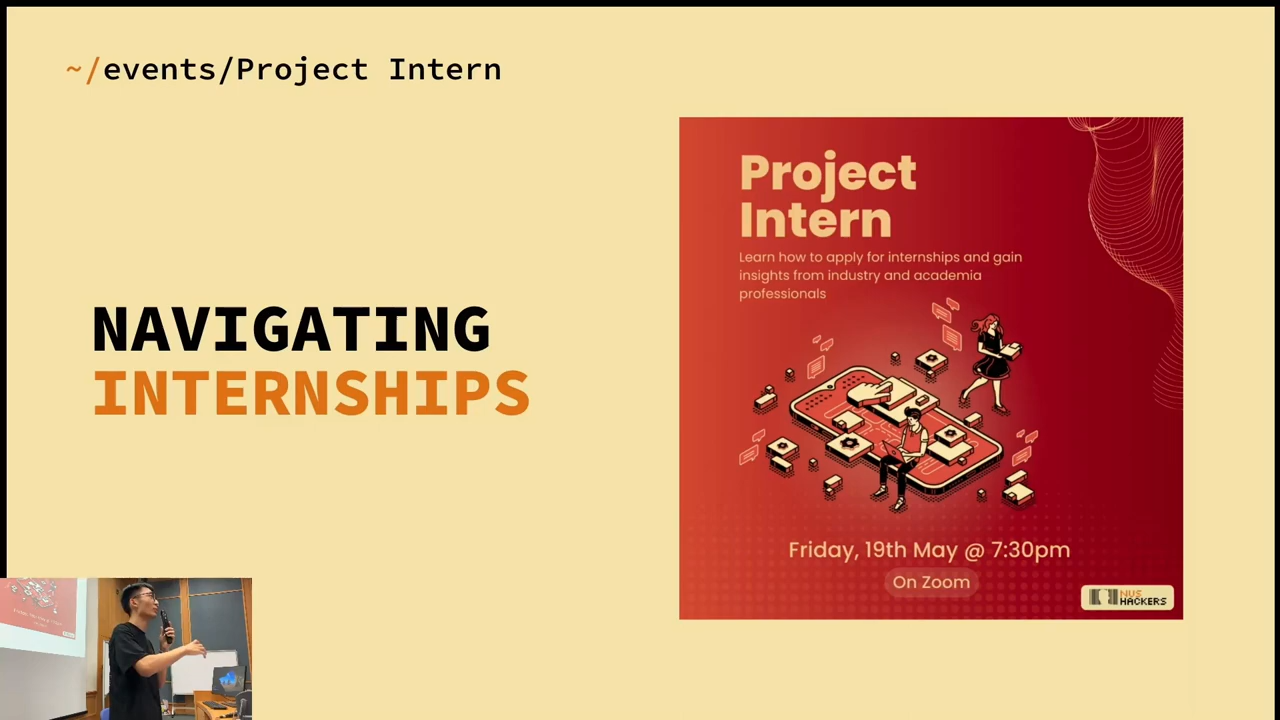 ~/events/Project Intern
NAVIGATING
INTERNSHIPS
Project
Intern
Learn how to apply for internships and gain
insights from industry and academia
professionals
Friday, 19th May @ 7:30pm
On Zoom
NUS
HACKERS